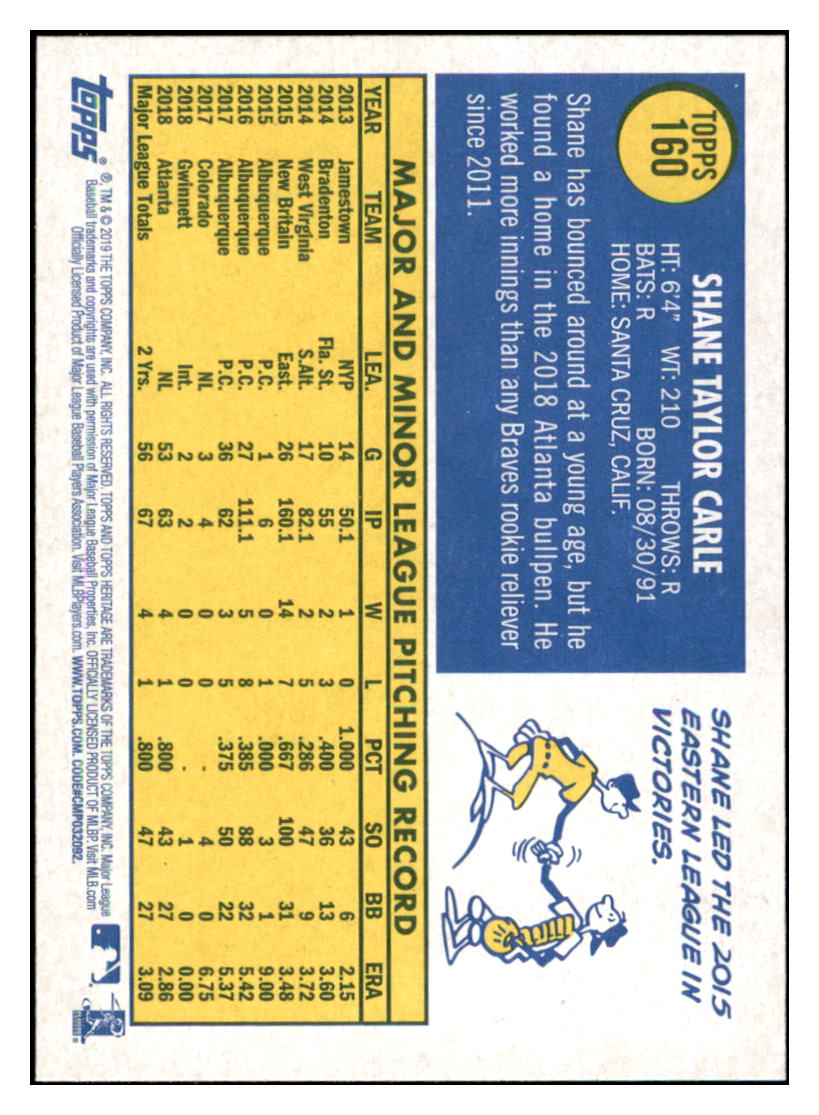 TOPPS
160
SHANE TAYLOR CARLE
HT: 6'4" WT: 210 THROWS: R
BATS: R BORN: 08/30/91
HOME: SANTA CRUZ, CALIF.
Shane has bounced around at a young age, but he
found a home in the 2018 Atlanta bullpen. He
worked more innings than any Braves rookie reliever
since 2011.
SHANE LED THE 2015
EASTERN LEAGUE IN
VICTORIES.
MAJOR AND MINOR LEAGUE PITCHING RECORD
YEAR TEAM LEA. G IP W L PCT SO BB ERA
2013 Jamestown NYP 14 50.1 1 0 1.000 43 6 2.15
2014 Bradenton Fla. St. 10 55 2 3 .400 36 13 3.60
2014 West Virginia S.Atl. 17 82.1 2 5 .286 47 9 3.72
2015 New Britain East. 26 160.1 14 7 .667 100 31 3.48
2015 Albuquerque P.C. 1 6 0 1 .000 3 1 9.00
2016 Albuquerque P.C. 27 111.1 5 8 .385 88 32 5.42
2017 Albuquerque P.C. 36 62 3 5 .375 50 22 5.37
2017 Colorado NL 3 4 0 0 - 4 0 6.75
2018 Gwinnett Int. 2 2 0 0 - 1 0 0.00
2018 Atlanta NL 53 63 4 1 .800 43 27 2.86
Major League Totals 2 Yrs. 56 67 4 1 .800 47 27 3.09
topps®
®, TM & © 2019 THE TOPPS COMPANY, INC. ALL RIGHTS RESERVED. TOPPS AND TOPPS HERITAGE ARE TRADEMARKS OF THE TOPPS COMPANY, INC. Major League
Baseball trademarks and copyrights are used with permission of Major League Baseball Properties, Inc. OFFICIALLY LICENSED PRODUCT OF MLBP. Visit MLB.com
Officially Licensed Product of Major League Baseball Players Association. Visit MLBPlayers.com. WWW.TOPPS.COM. CODE#CMP032092.